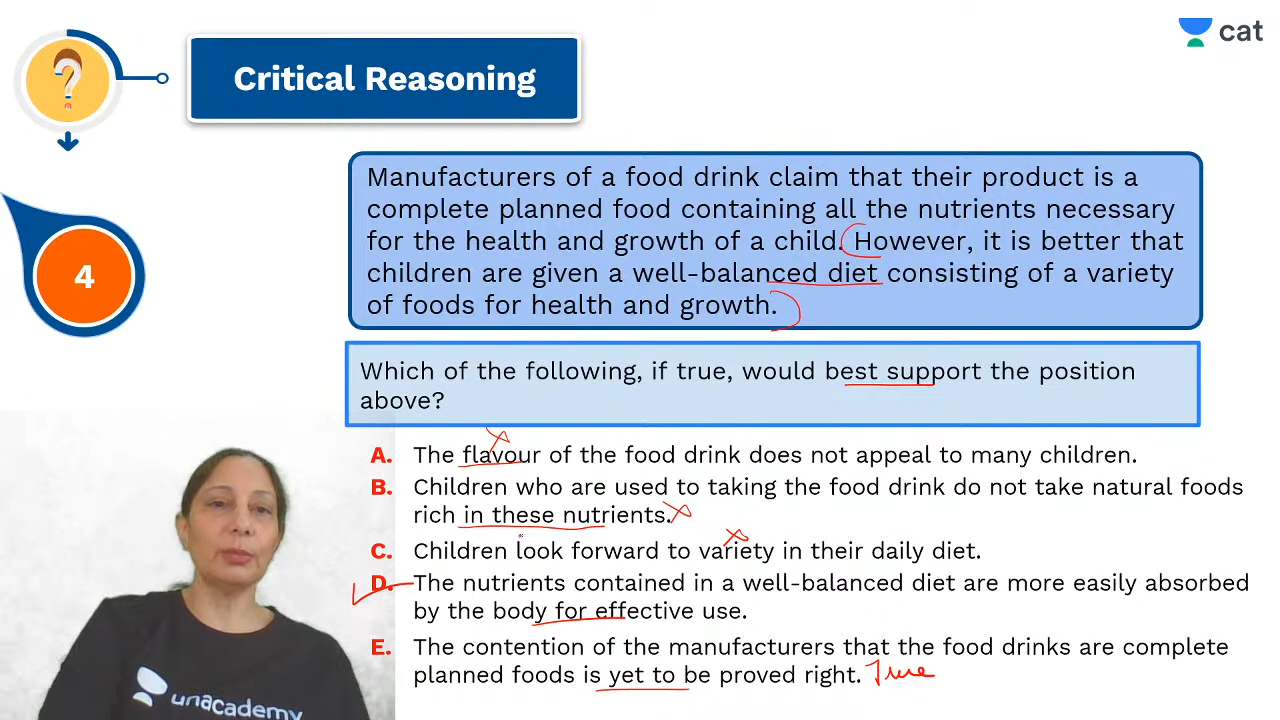 cat
Critical Reasoning
Manufacturers of a food drink claim that their product is a
complete planned food containing all the nutrients necessary
for the health and growth of a child. However, it is better that
children are given a well-balanced diet consisting of a variety
of foods for health and growth.
4
Which of the following, if true, would best support the position
above?
A. The flavour of the food drink does not appeal to many children.
B. Children who are used to taking the food drink do not take natural foods
rich in these nutrients.
C. Children look forward to variety in their daily diet.
D. The nutrients contained in a well-balanced diet are more easily absorbed
by the body for effective use.
E. The contention of the manufacturers that the food drinks are complete
planned foods is yet to be proved right. True
unacademy